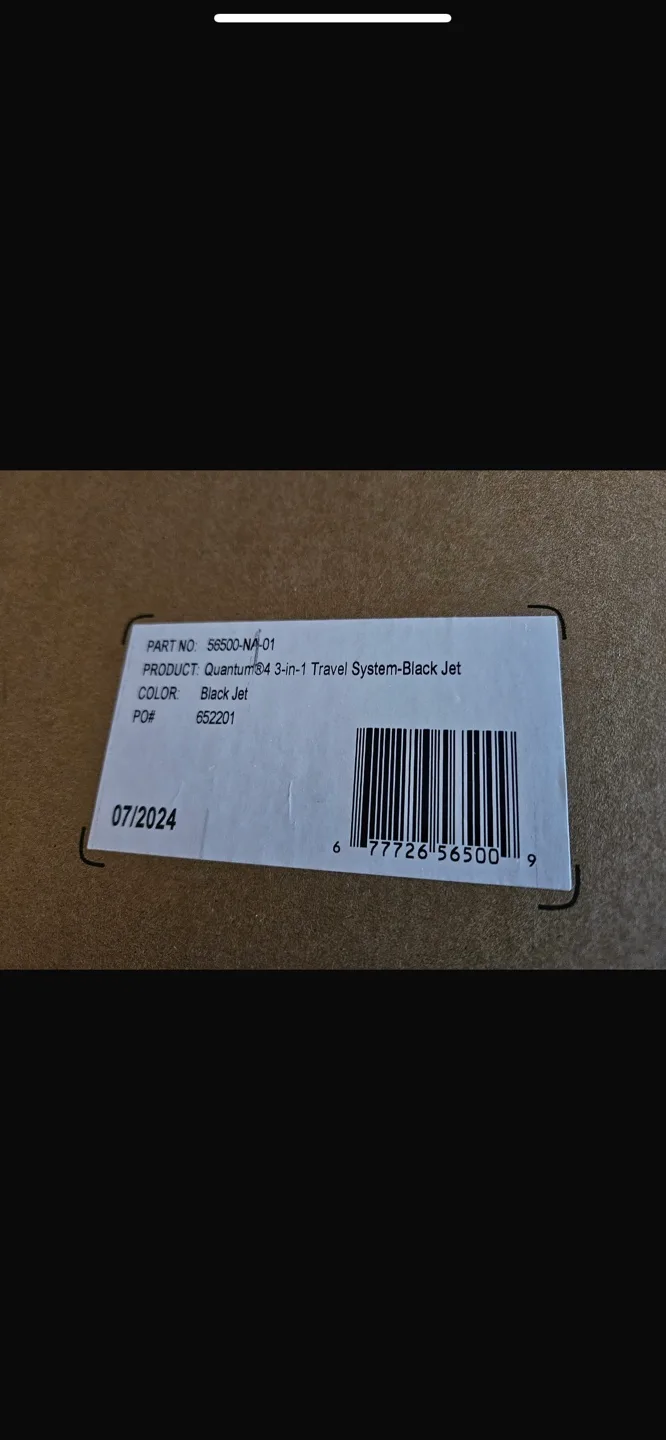 PART NO: 56500-NA-01
PRODUCT: Quantum®4 3-in-1 Travel System-Black Jet
COLOR: Black Jet
PO# 652201
07/2024
6 77726 56500 9